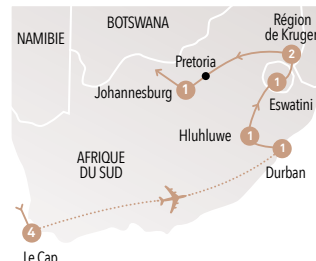 BOTSWANA
Région
de Kruger
NAMIBIE
2
Pretoria
Johannesburg
1
1
Eswatini
Hluhluwe
1
1
AFRIQUE
DU SUD
Durban
4
Le Cap